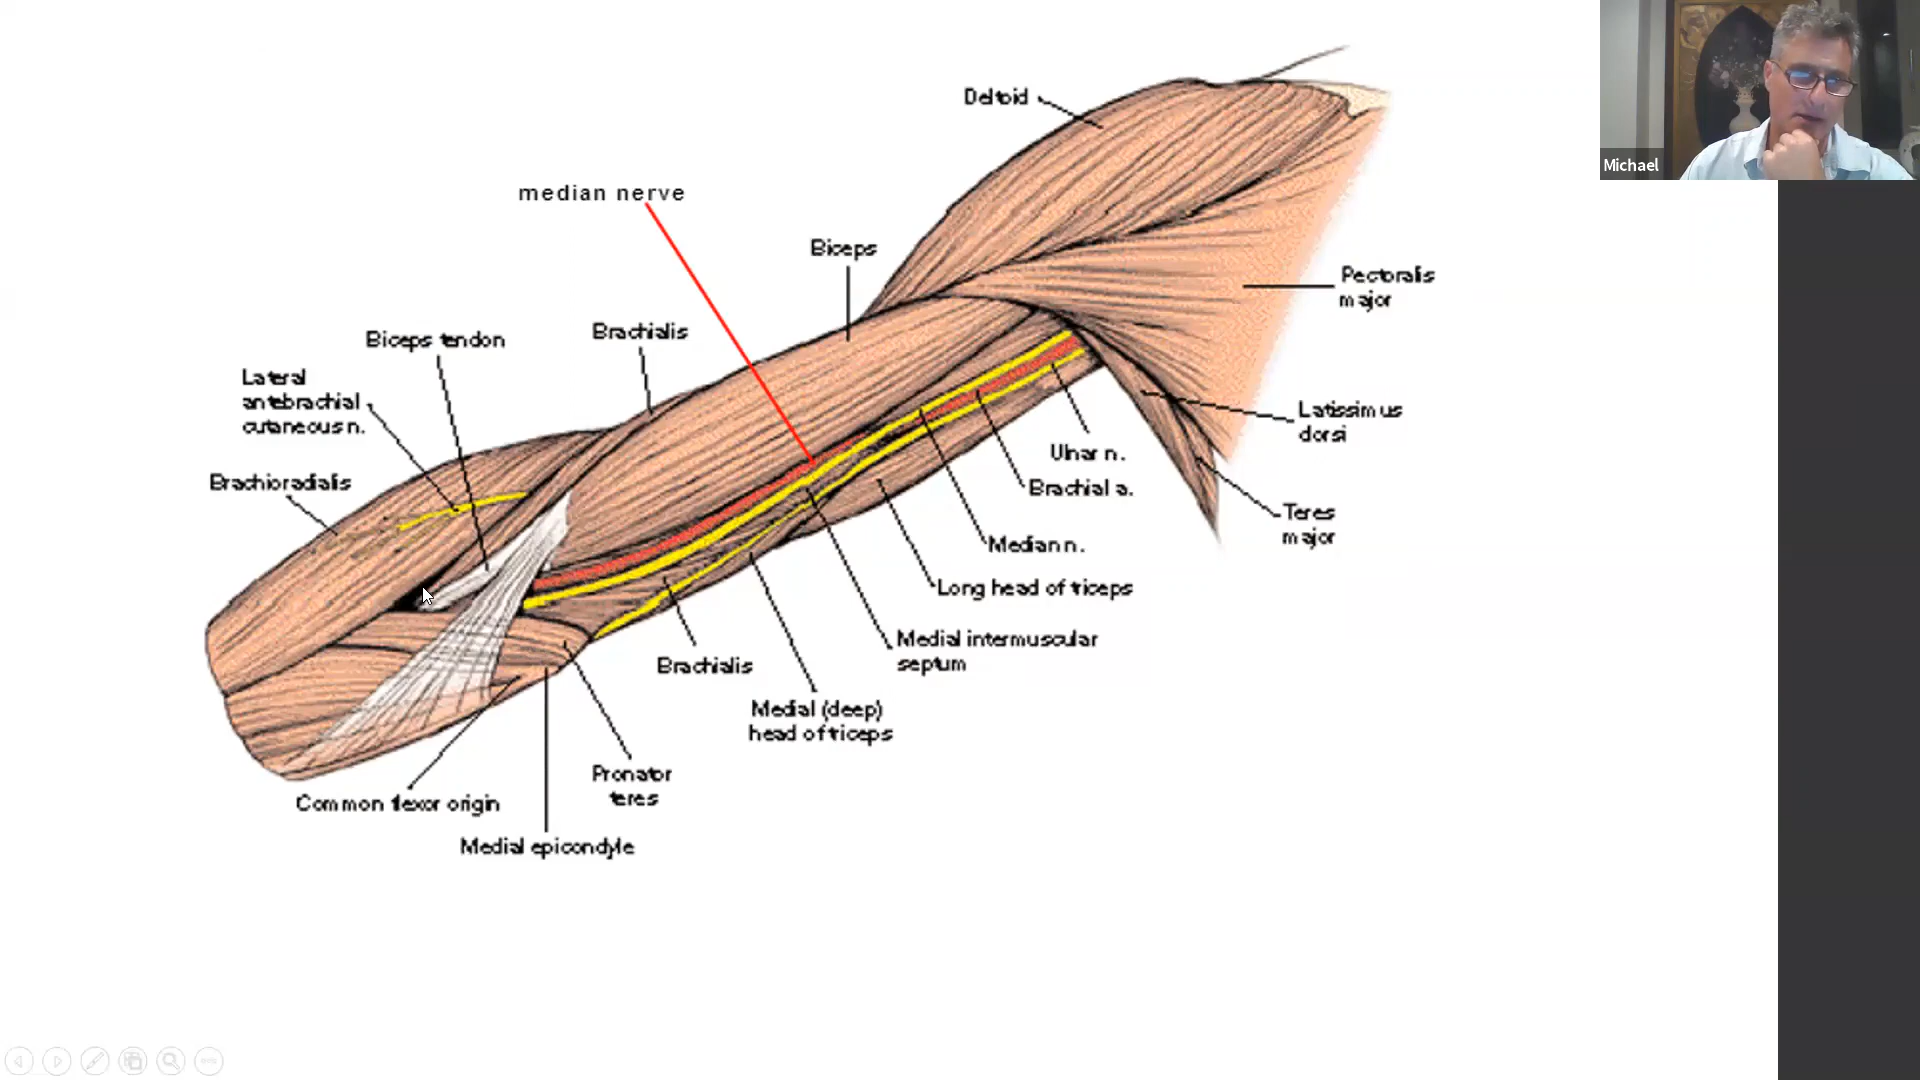 Michael
Deltoid
median nerve
Biceps
Pectoralis
major
Brachialis
Biceps tendon
Lateral
antebrachial
cutaneous n.
Latissimus
dorsi
Ulnar n.
Brachioradialis
Brachial a.
Teres
major
Median n.
Long head of triceps
Medial intermuscular
septum
Brachialis
Medial (deep)
head of triceps
Pronator
teres
Common flexor origin
Medial epicondyle